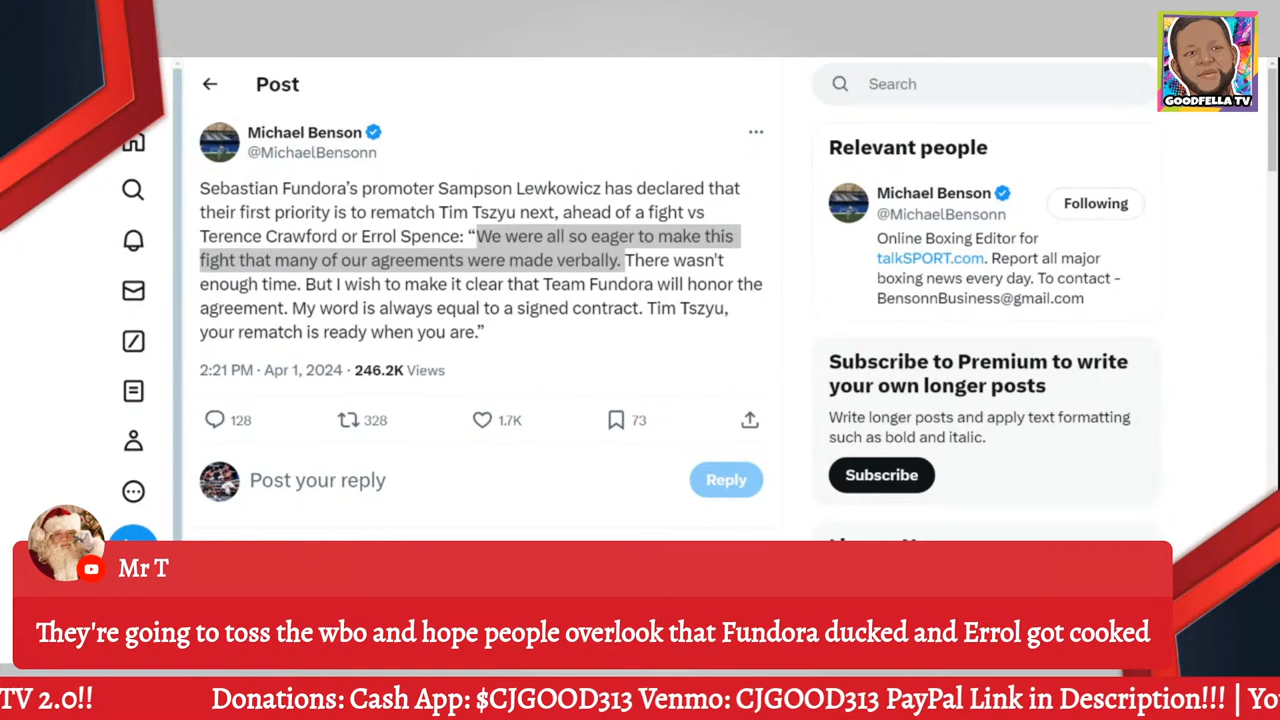 GOODFELLA TV
Post
Michael Benson
@MichaelBensonn
Sebastian Fundora's promoter Sampson Lewkowicz has declared that
their first priority is to rematch Tim Tszyu next, ahead of a fight vs
Terence Crawford or Errol Spence: “We were all so eager to make this
fight that many of our agreements were made verbally. There wasn't
enough time. But I wish to make it clear that Team Fundora will honor the
agreement. My word is always equal to a signed contract. Tim Tszyu,
your rematch is ready when you are.”
2:21 PM · Apr 1, 2024 · 246.2K Views
128 328 1.7K 73
Post your reply
Reply
Search
Relevant people
Michael Benson
@MichaelBensonn
Following
Online Boxing Editor for
talkSPORT.com. Report all major
boxing news every day. To contact -
BensonnBusiness@gmail.com
Subscribe to Premium to write
your own longer posts
Write longer posts and apply text formatting
such as bold and italic.
Subscribe
Mr T
They're going to toss the wbo and hope people overlook that Fundora ducked and Errol got cooked
TV 2.0!! Donations: Cash App: $CJGOOD313 Venmo: CJGOOD313 PayPal Link in Description!!! | Yo